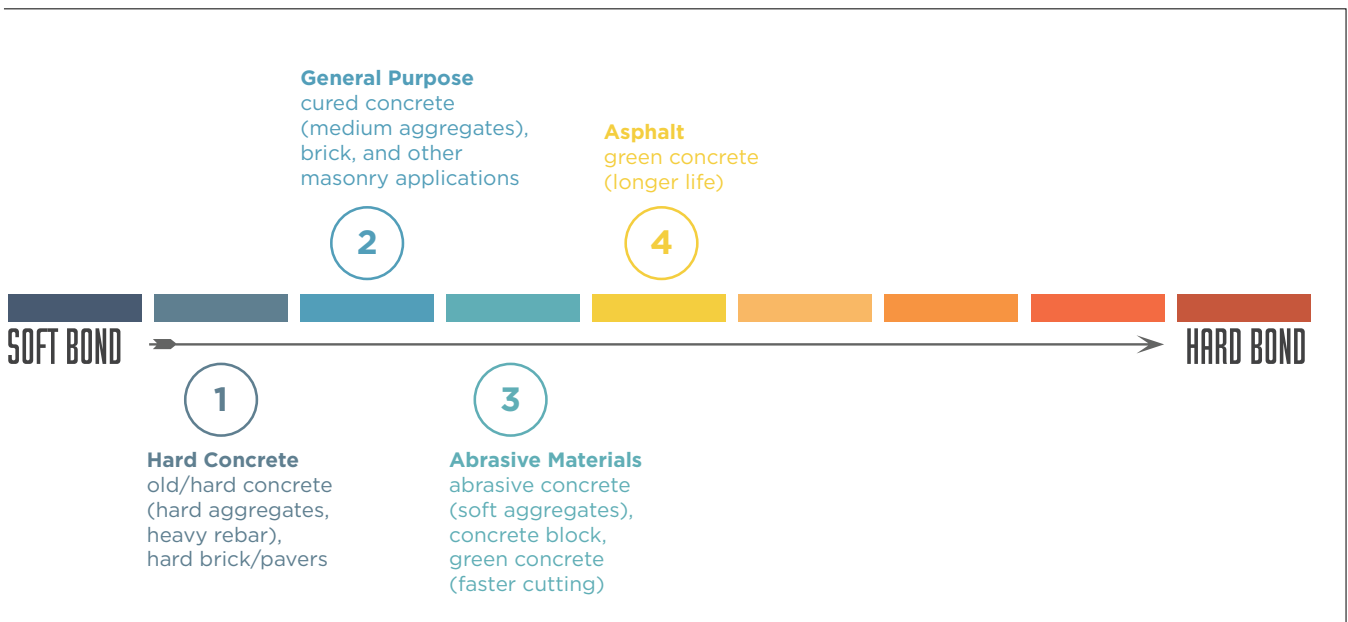 General Purpose
cured concrete
(medium aggregates),
brick, and other
masonry applications
2
Asphalt
green concrete
(longer life)
4
SOFT BOND
HARD BOND
1
Hard Concrete
old/hard concrete
(hard aggregates,
heavy rebar),
hard brick/pavers
3
Abrasive Materials
abrasive concrete
(soft aggregates),
concrete block,
green concrete
(faster cutting)